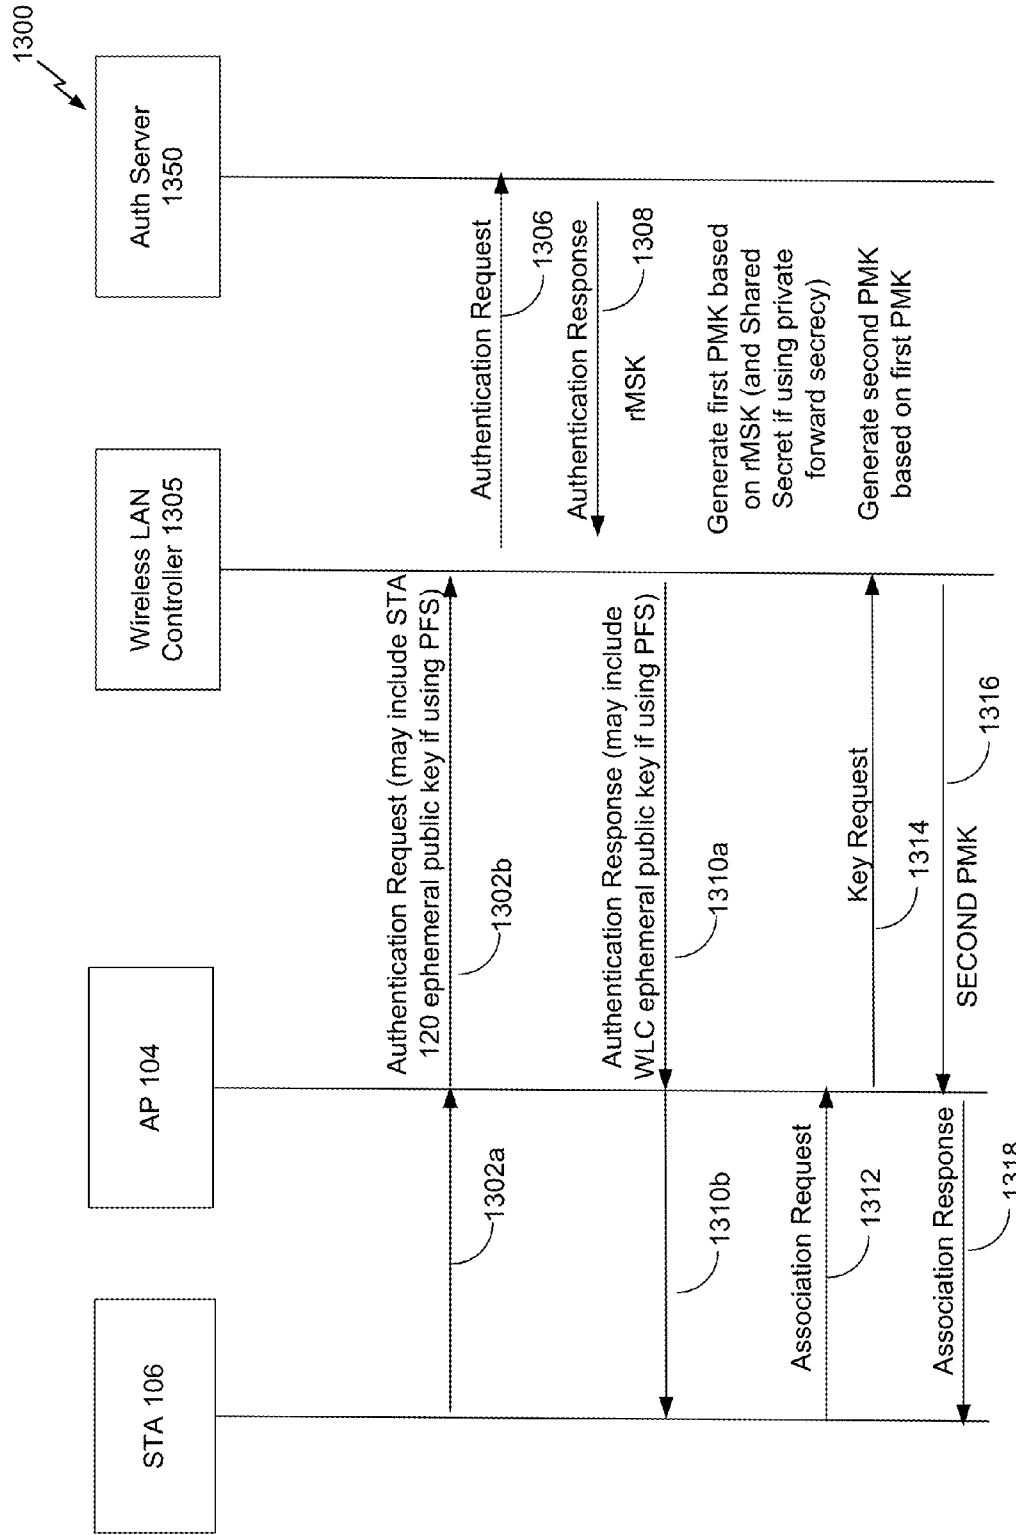 1300
STA 106
AP 104
Wireless LAN
Controller 1305
Auth Server
1350
1302a
Authentication Request (may include STA
120 ephemeral public key if using PFS)
1302b
Authentication Request
1306
Authentication Response
1308
rMSK
1310b
Authentication Response (may include
WLC ephemeral public key if using PFS)
1310a
Generate first PMK based
on rMSK (and Shared
Secret if using private
forward secrecy)
Generate second PMK
based on first PMK
Association Request
1312
Key Request
1314
SECOND PMK
1316
Association Response
1318